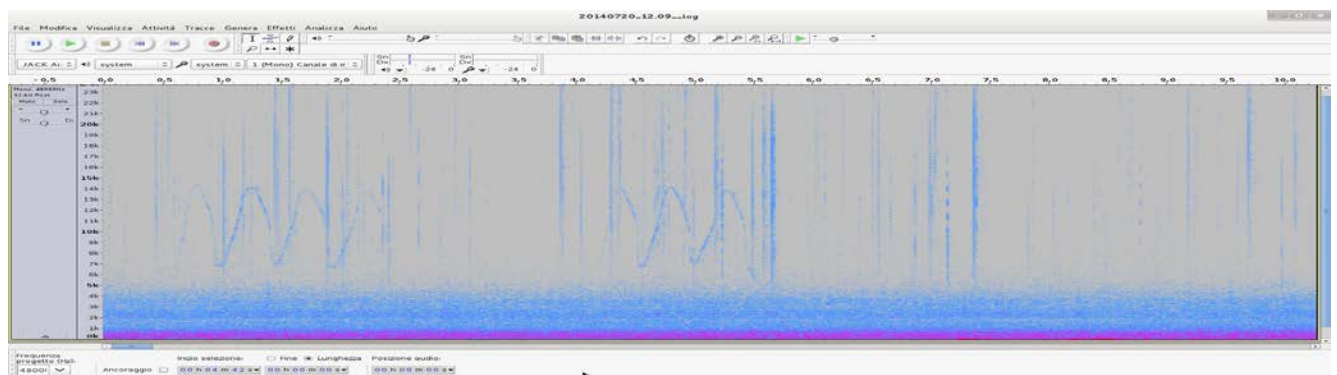 20140720_12.09__log
File Modifica Visualizza Attività Tracce Genera Effetti Analizza Aiuto
-24 0 -24 0
system system 1 (Mono) Canale di
-0,5 0,0 0,5 1,0 1,5 2,0 2,5 3,0 3,5 4,0 4,5 5,0 5,5 6,0 6,5 7,0 7,5 8,0 8,5 9,0 9,5 10,0
23k
22k
21k
20k
19k
18k
17k
16k
15k
14k
13k
12k
11k
10k
9k
8k
7k
6k
5k
4k
3k
2k
1k
0k
Frequenza
progetto (Hz): Inizio selezione: Fine Lunghezza Posizione audio:
Ancoraggio 00 h 04 m 42 s 00 h 00 m 00 s 00 h 00 m 00 s